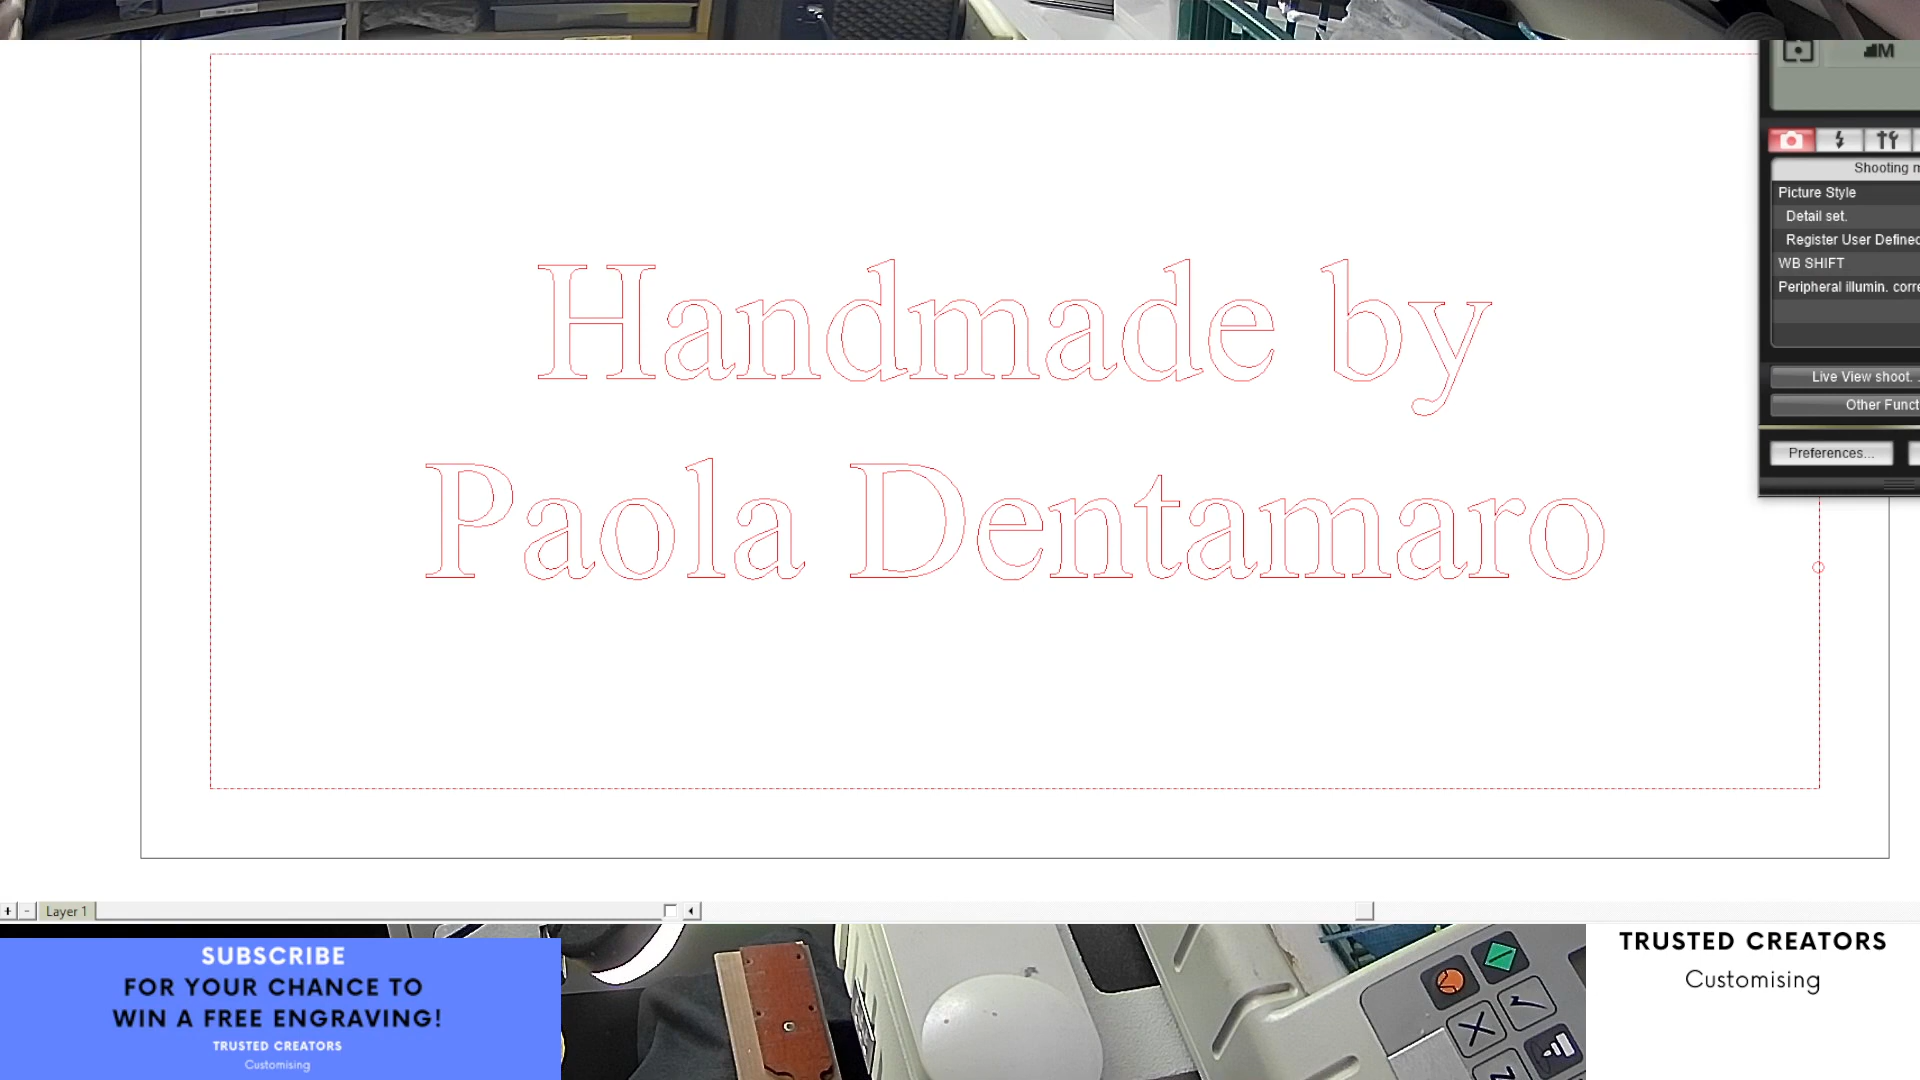 M
Shooting m
Picture Style
Detail set.
Register User Defined
WB SHIFT
Peripheral illumin. corre
Live View shoot. .
Other Funct
Preferences...
Handmade by
Paola Dentamaro
+ - Layer 1
SUBSCRIBE
FOR YOUR CHANCE TO
WIN A FREE ENGRAVING!
TRUSTED CREATORS
Customising
TRUSTED CREATORS
Customising